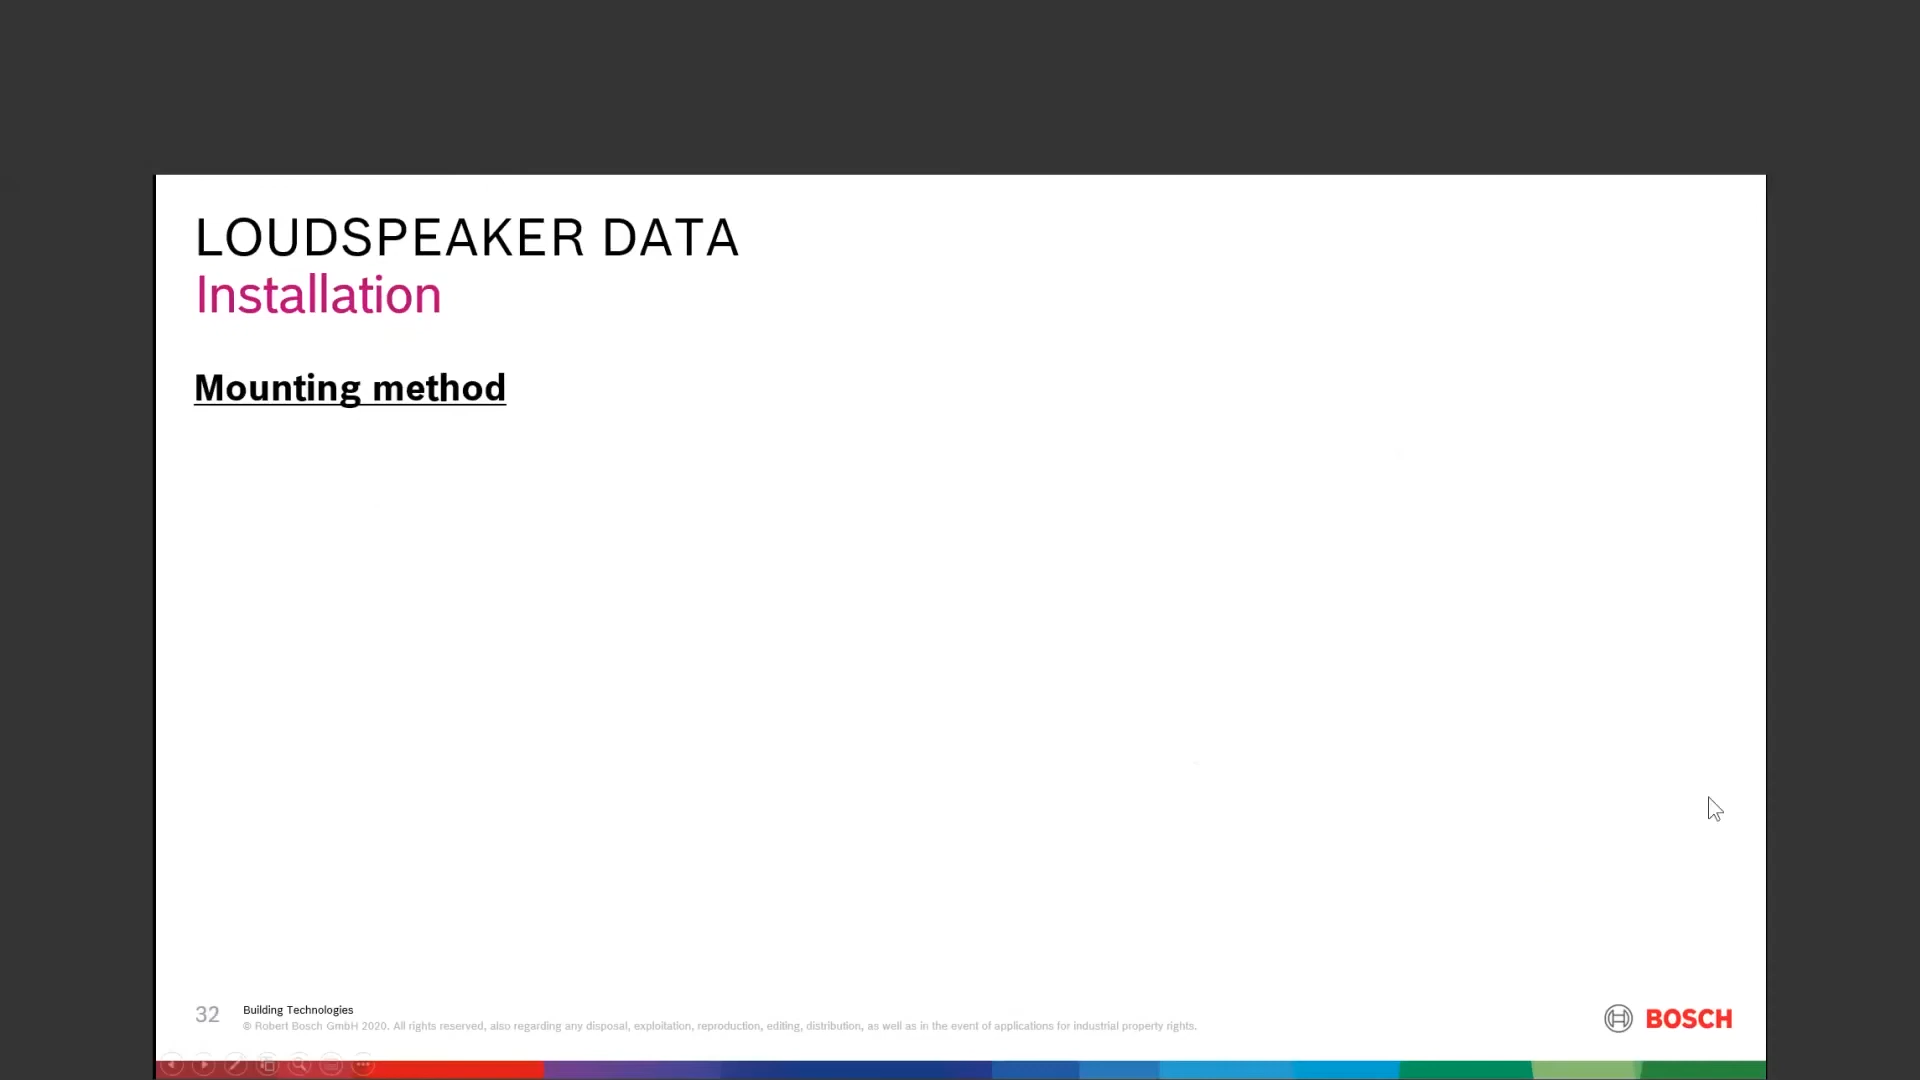 LOUDSPEAKER DATA
Installation
Mounting method
32
Building Technologies
© Robert Bosch GmbH 2020. All rights reserved, also regarding any disposal, exploitation, reproduction, editing, distribution, as well as in the event of applications for industrial property rights.
BOSCH